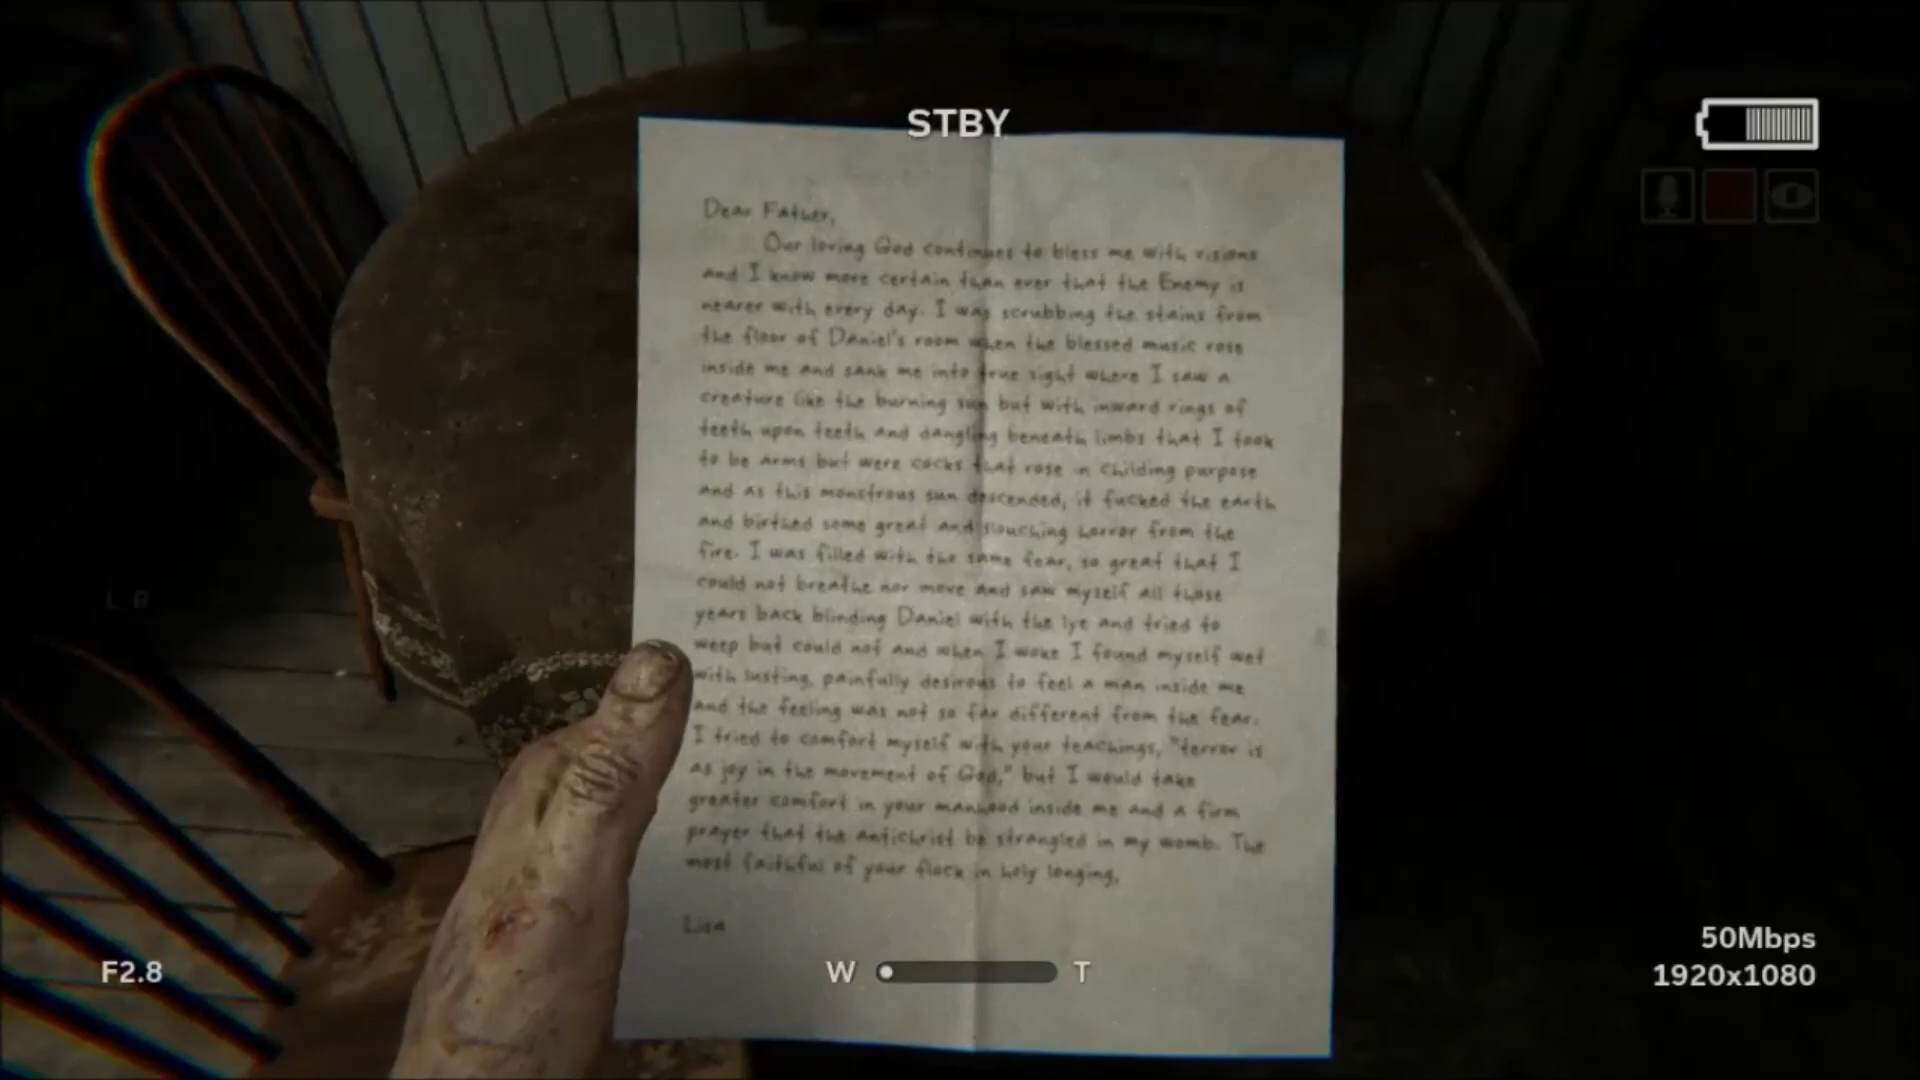 STBY
Dear Father,
Our loving God continues to bless me with visions
and I know more certain than ever that the Enemy is
nearer with every day. I was scrubbing the stains from
the floor of Daniel's room when the blessed music rose
inside me and sank me into true sight where I saw a
creature like the burning sun but with inward rings of
teeth upon teeth and dangling beneath limbs that I took
to be arms but were cocks that rose in childing purpose
and as this monstrous sun descended, it fucked the earth
and birthed some great and slouching horror from the
fire. I was filled with the same fear, so great that I
could not breathe nor move and saw myself all those
years back blinding Daniel with the lye and tried to
weep but could not and when I woke I found myself wet
with lusting, painfully desirous to feel a man inside me
and the feeling was not so far different from the fear.
I tried to comfort myself with your teachings, "terror is
as joy in the movement of God," but I would take
greater comfort in your manhood inside me and a firm
prayer that the antichrist be strangled in my womb. The
most faithful of your flock in holy longing,
Lisa
L R
F2.8
W T
50Mbps
1920x1080